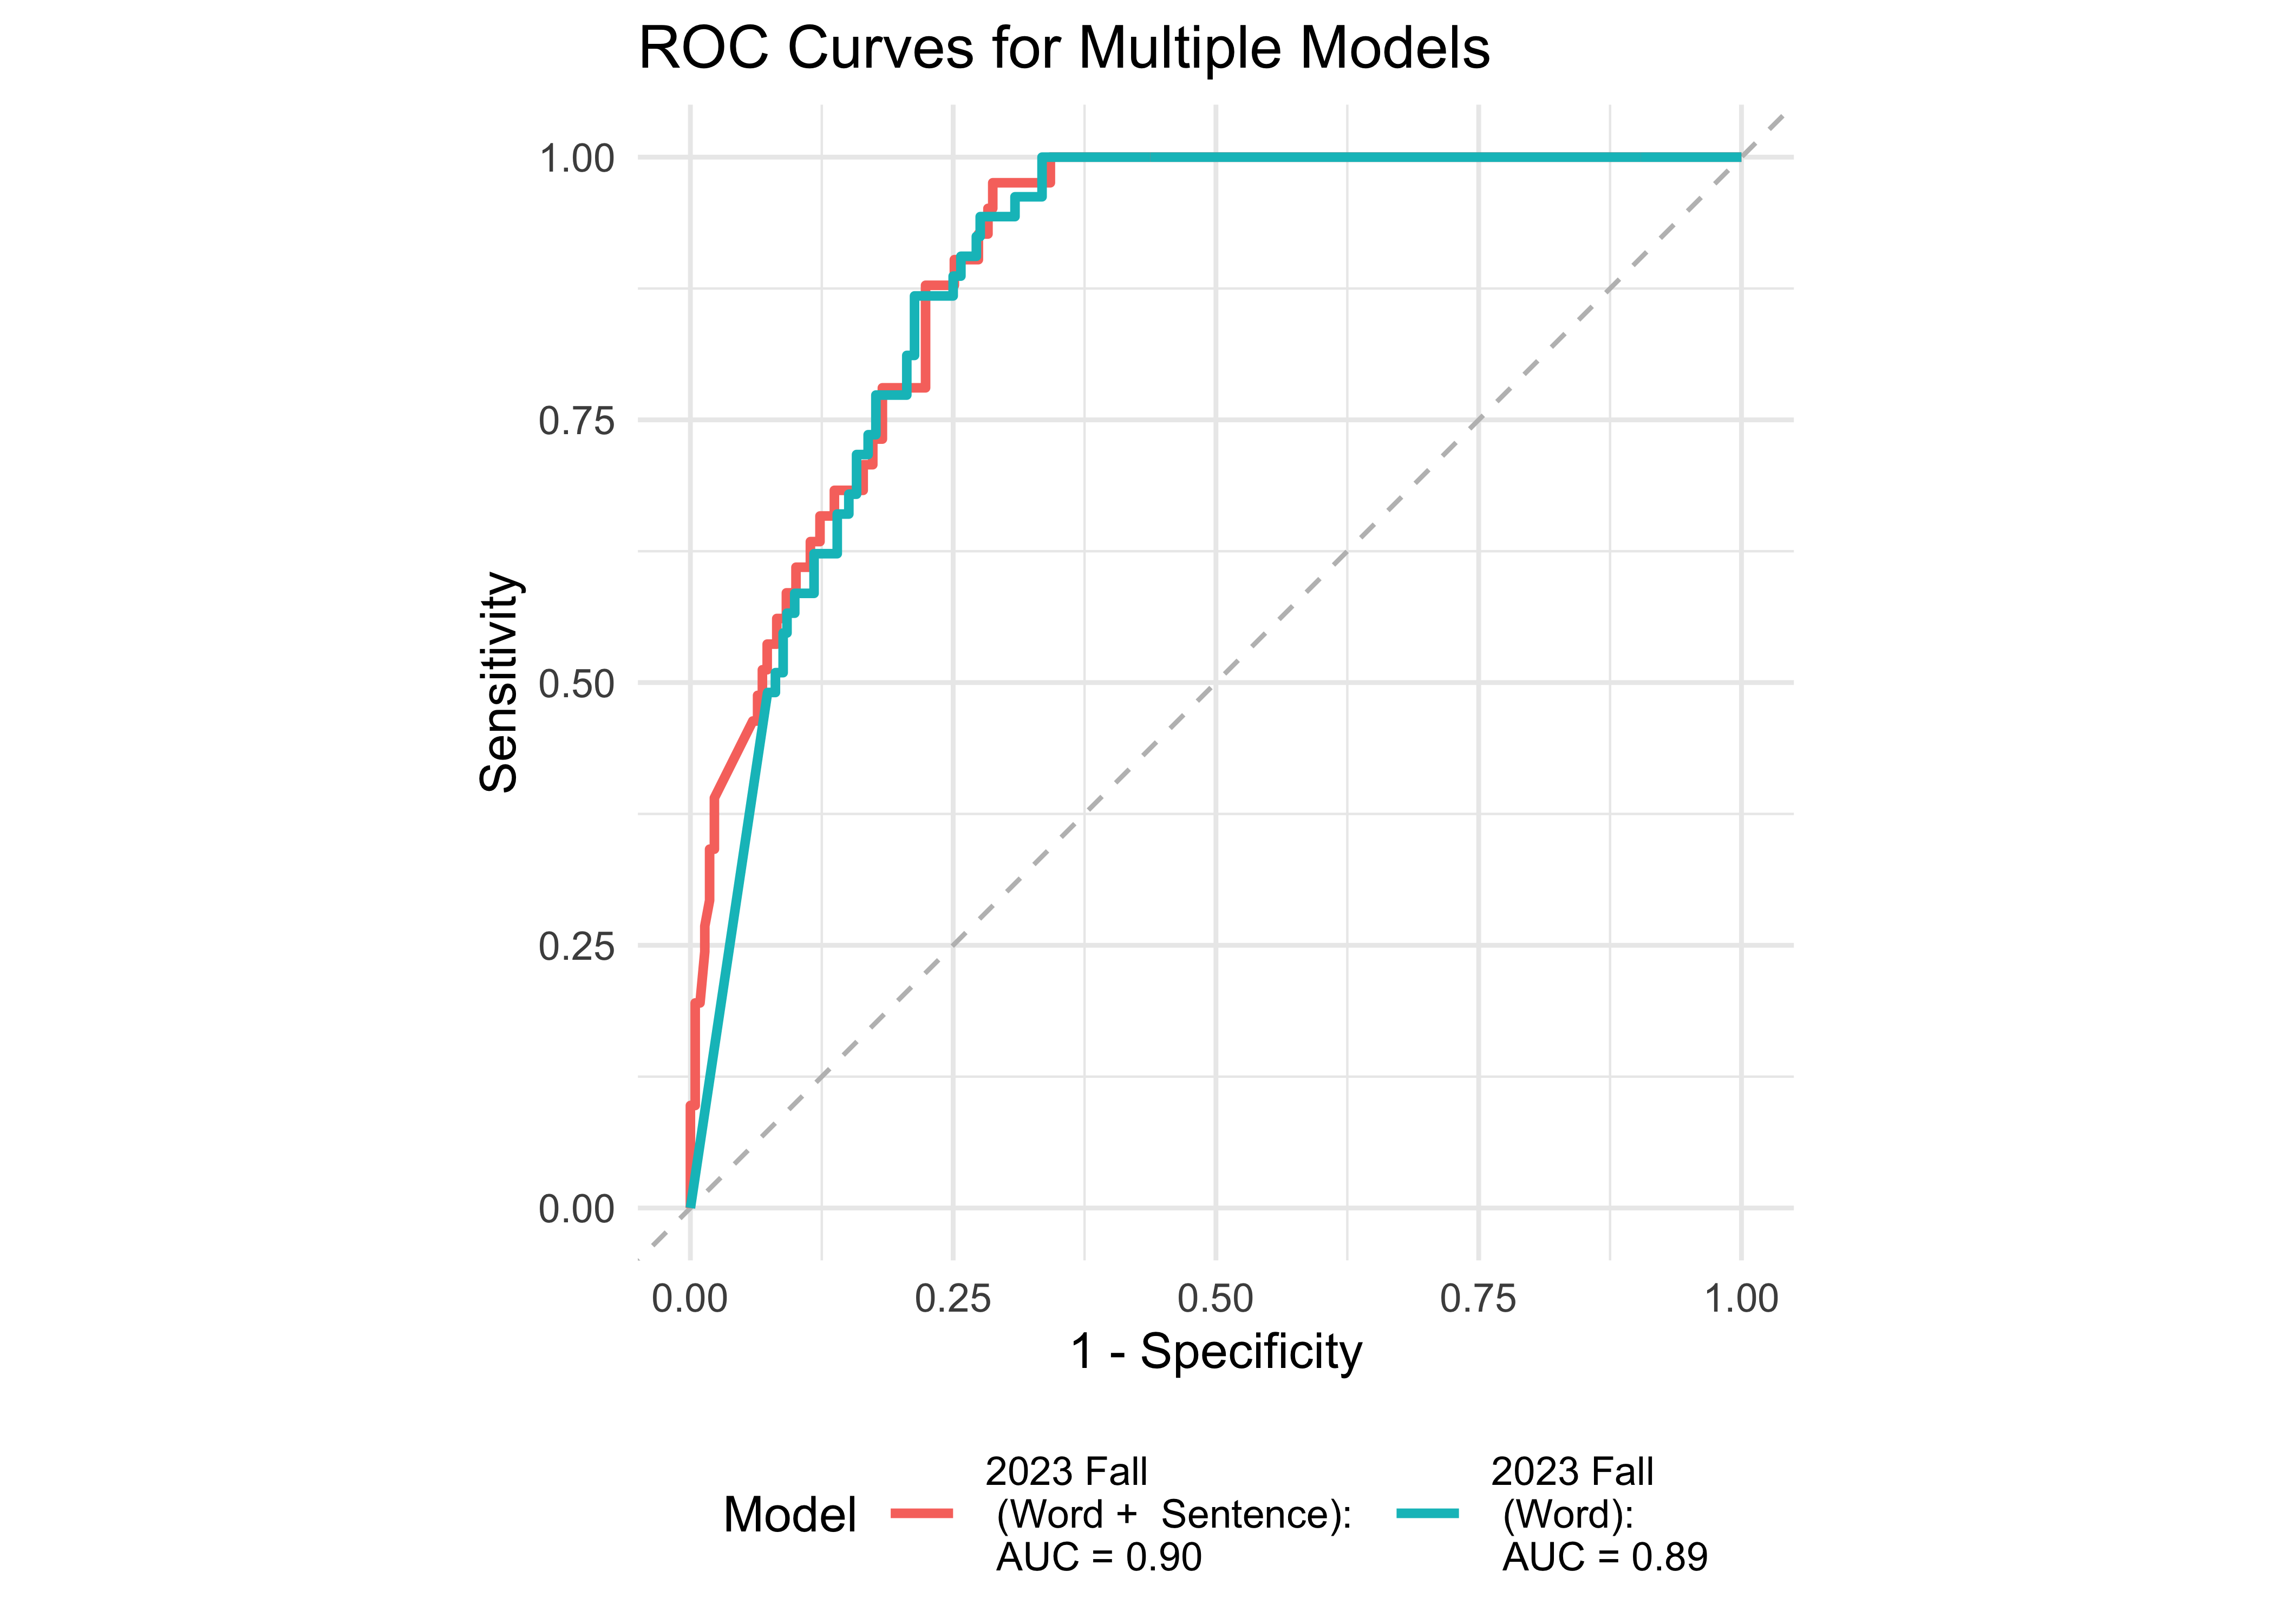 ROC Curves for Multiple Models
1.00
0.75
0.50
0.25
0.00
Sensitivity
0.00 0.25 0.50 0.75 1.00
1 - Specificity
Model
2023 Fall
(Word + Sentence):
AUC = 0.90
2023 Fall
(Word):
AUC = 0.89